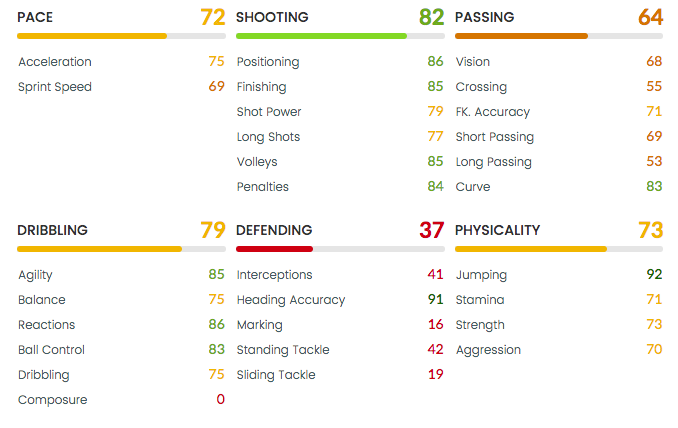 PACE 72
Acceleration 75
Sprint Speed 69
SHOOTING 82
Positioning 86
Finishing 85
Shot Power 79
Long Shots 77
Volleys 85
Penalties 84
PASSING 64
Vision 68
Crossing 55
FK. Accuracy 71
Short Passing 69
Long Passing 53
Curve 83
DRIBBLING 79
Agility 85
Balance 75
Reactions 86
Ball Control 83
Dribbling 75
Composure 0
DEFENDING 37
Interceptions 41
Heading Accuracy 91
Marking 16
Standing Tackle 42
Sliding Tackle 19
PHYSICALITY 73
Jumping 92
Stamina 71
Strength 73
Aggression 70